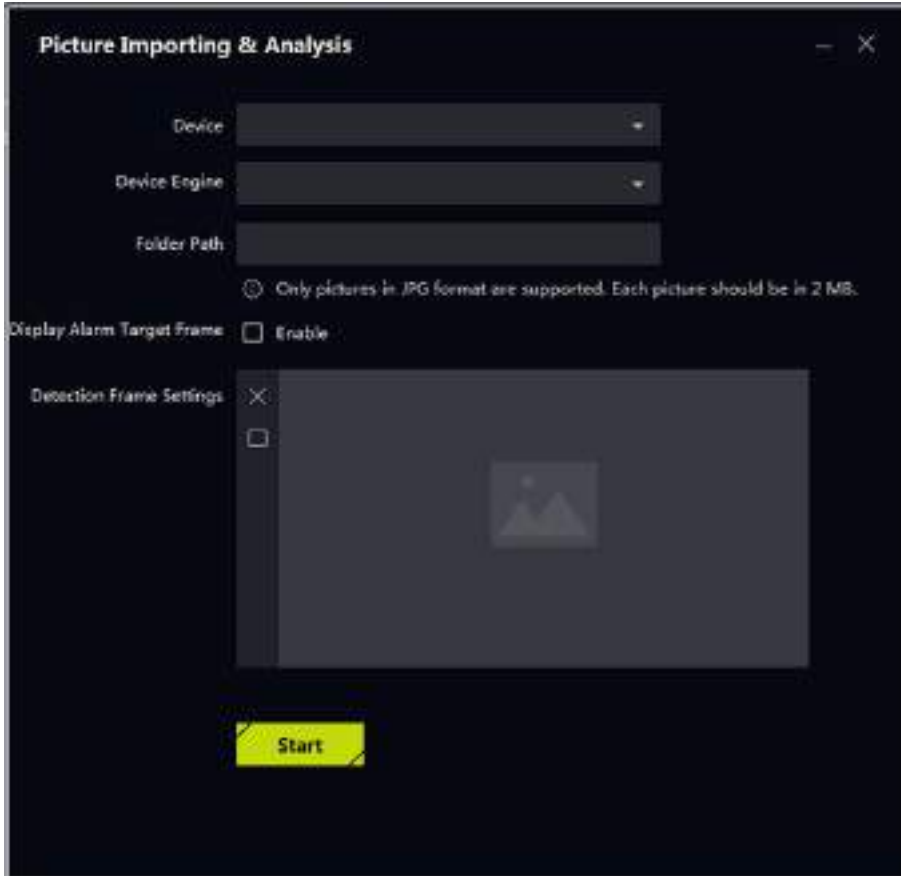 Picture Importing & Analysis
Device
Device Engine
Folder Path
Only pictures in JPG format are supported. Each picture should be in 2 MB.
Display Alarm Target Frame Enable
Detection Frame Settings
Start